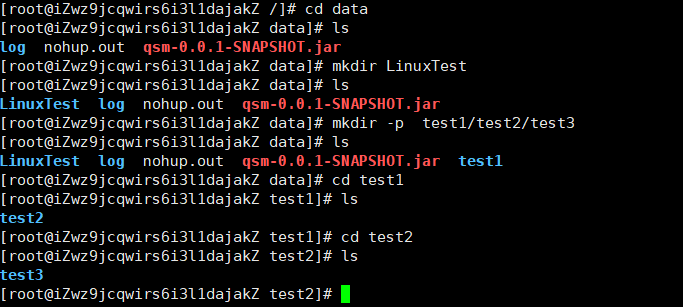 [root@iZwz9jcqwirs6i3l1dajakZ /]# cd data
[root@iZwz9jcqwirs6i3l1dajakZ data]# ls
log  nohup.out  qsm-0.0.1-SNAPSHOT.jar
[root@iZwz9jcqwirs6i3l1dajakZ data]# mkdir LinuxTest
[root@iZwz9jcqwirs6i3l1dajakZ data]# ls
LinuxTest  log  nohup.out  qsm-0.0.1-SNAPSHOT.jar
[root@iZwz9jcqwirs6i3l1dajakZ data]# mkdir -p  test1/test2/test3
[root@iZwz9jcqwirs6i3l1dajakZ data]# ls
LinuxTest  log  nohup.out  qsm-0.0.1-SNAPSHOT.jar  test1
[root@iZwz9jcqwirs6i3l1dajakZ data]# cd test1
[root@iZwz9jcqwirs6i3l1dajakZ test1]# ls
test2
[root@iZwz9jcqwirs6i3l1dajakZ test1]# cd test2
[root@iZwz9jcqwirs6i3l1dajakZ test2]# ls
test3
[root@iZwz9jcqwirs6i3l1dajakZ test2]#